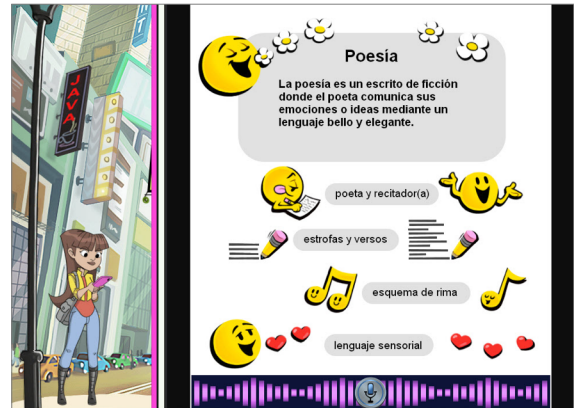 JAVA
Poesía
La poesía es un escrito de ficción
donde el poeta comunica sus
emociones o ideas mediante un
lenguaje bello y elegante.
poeta y recitador(a)
estrofas y versos
esquema de rima
lenguaje sensorial